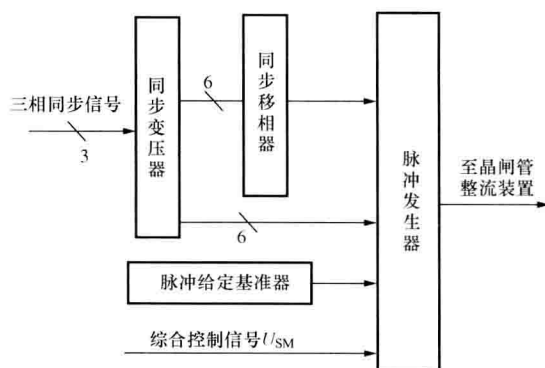 三相同步信号
3
同步变压器
6
同步移相器
6
脉冲给定基准器
综合控制信号U_SM
脉冲发生器
至晶闸管
整流装置